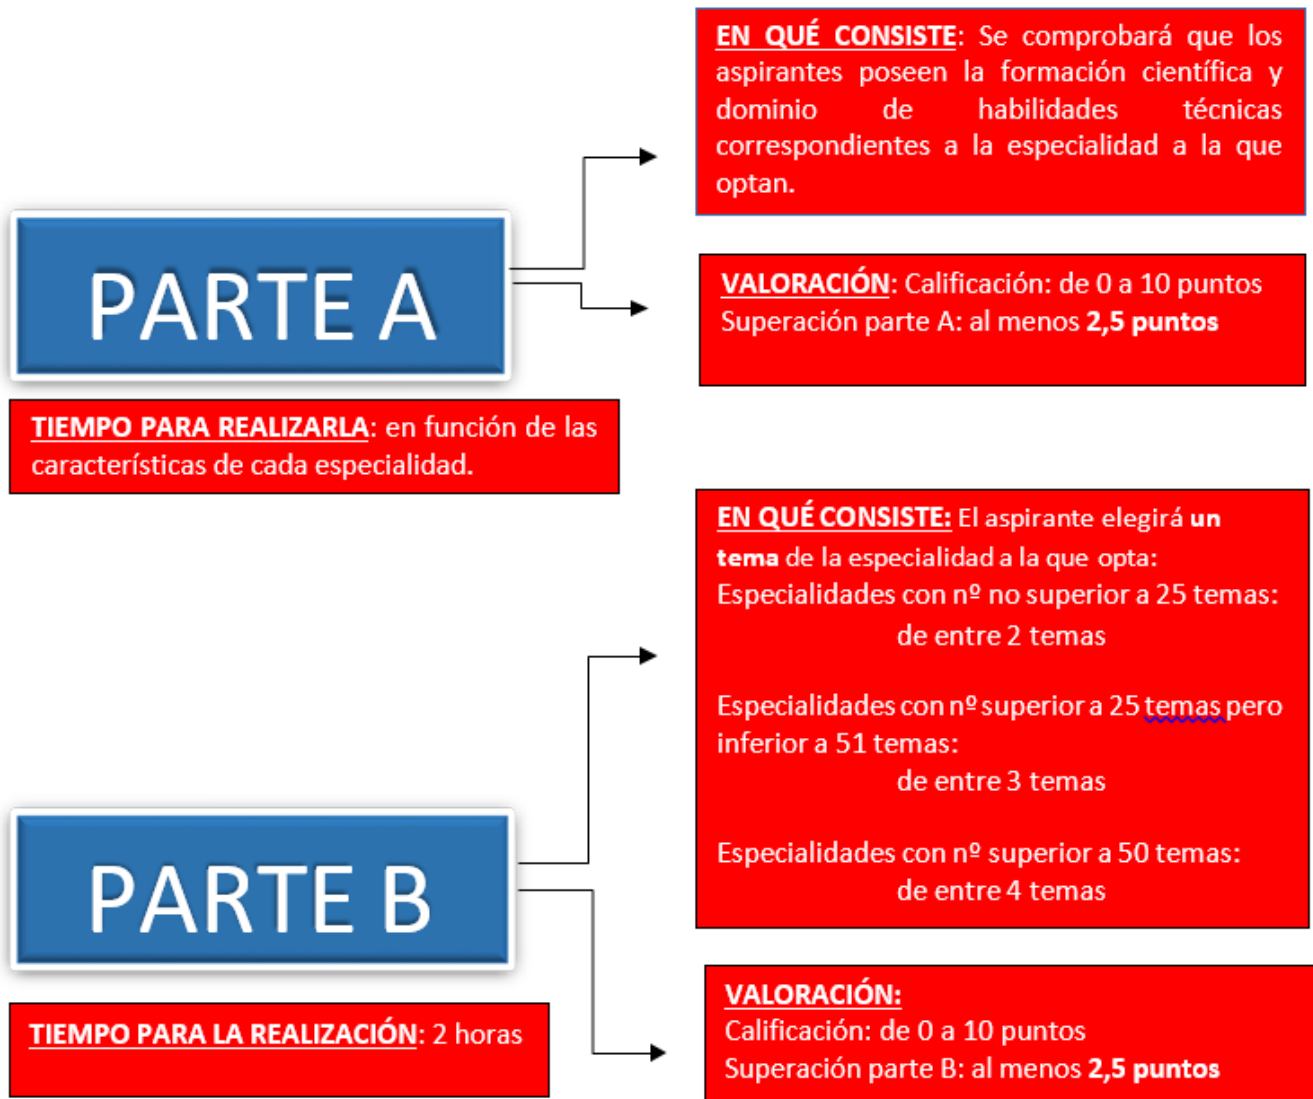 EN QUÉ CONSISTE: Se comprobará que los
aspirantes poseen la formación científica y
dominio de habilidades técnicas
correspondientes a la especialidad a la que
optan.
PARTE A
VALORACIÓN: Calificación: de 0 a 10 puntos
Superación parte A: al menos 2,5 puntos
TIEMPO PARA REALIZARLA: en función de las
características de cada especialidad.
EN QUÉ CONSISTE: El aspirante elegirá un
tema de la especialidad a la que opta:
Especialidades con nº no superior a 25 temas:
de entre 2 temas
Especialidades con nº superior a 25 temas pero
inferior a 51 temas:
de entre 3 temas
Especialidades con nº superior a 50 temas:
de entre 4 temas
PARTE B
VALORACIÓN:
Calificación: de 0 a 10 puntos
Superación parte B: al menos 2,5 puntos
TIEMPO PARA LA REALIZACIÓN: 2 horas